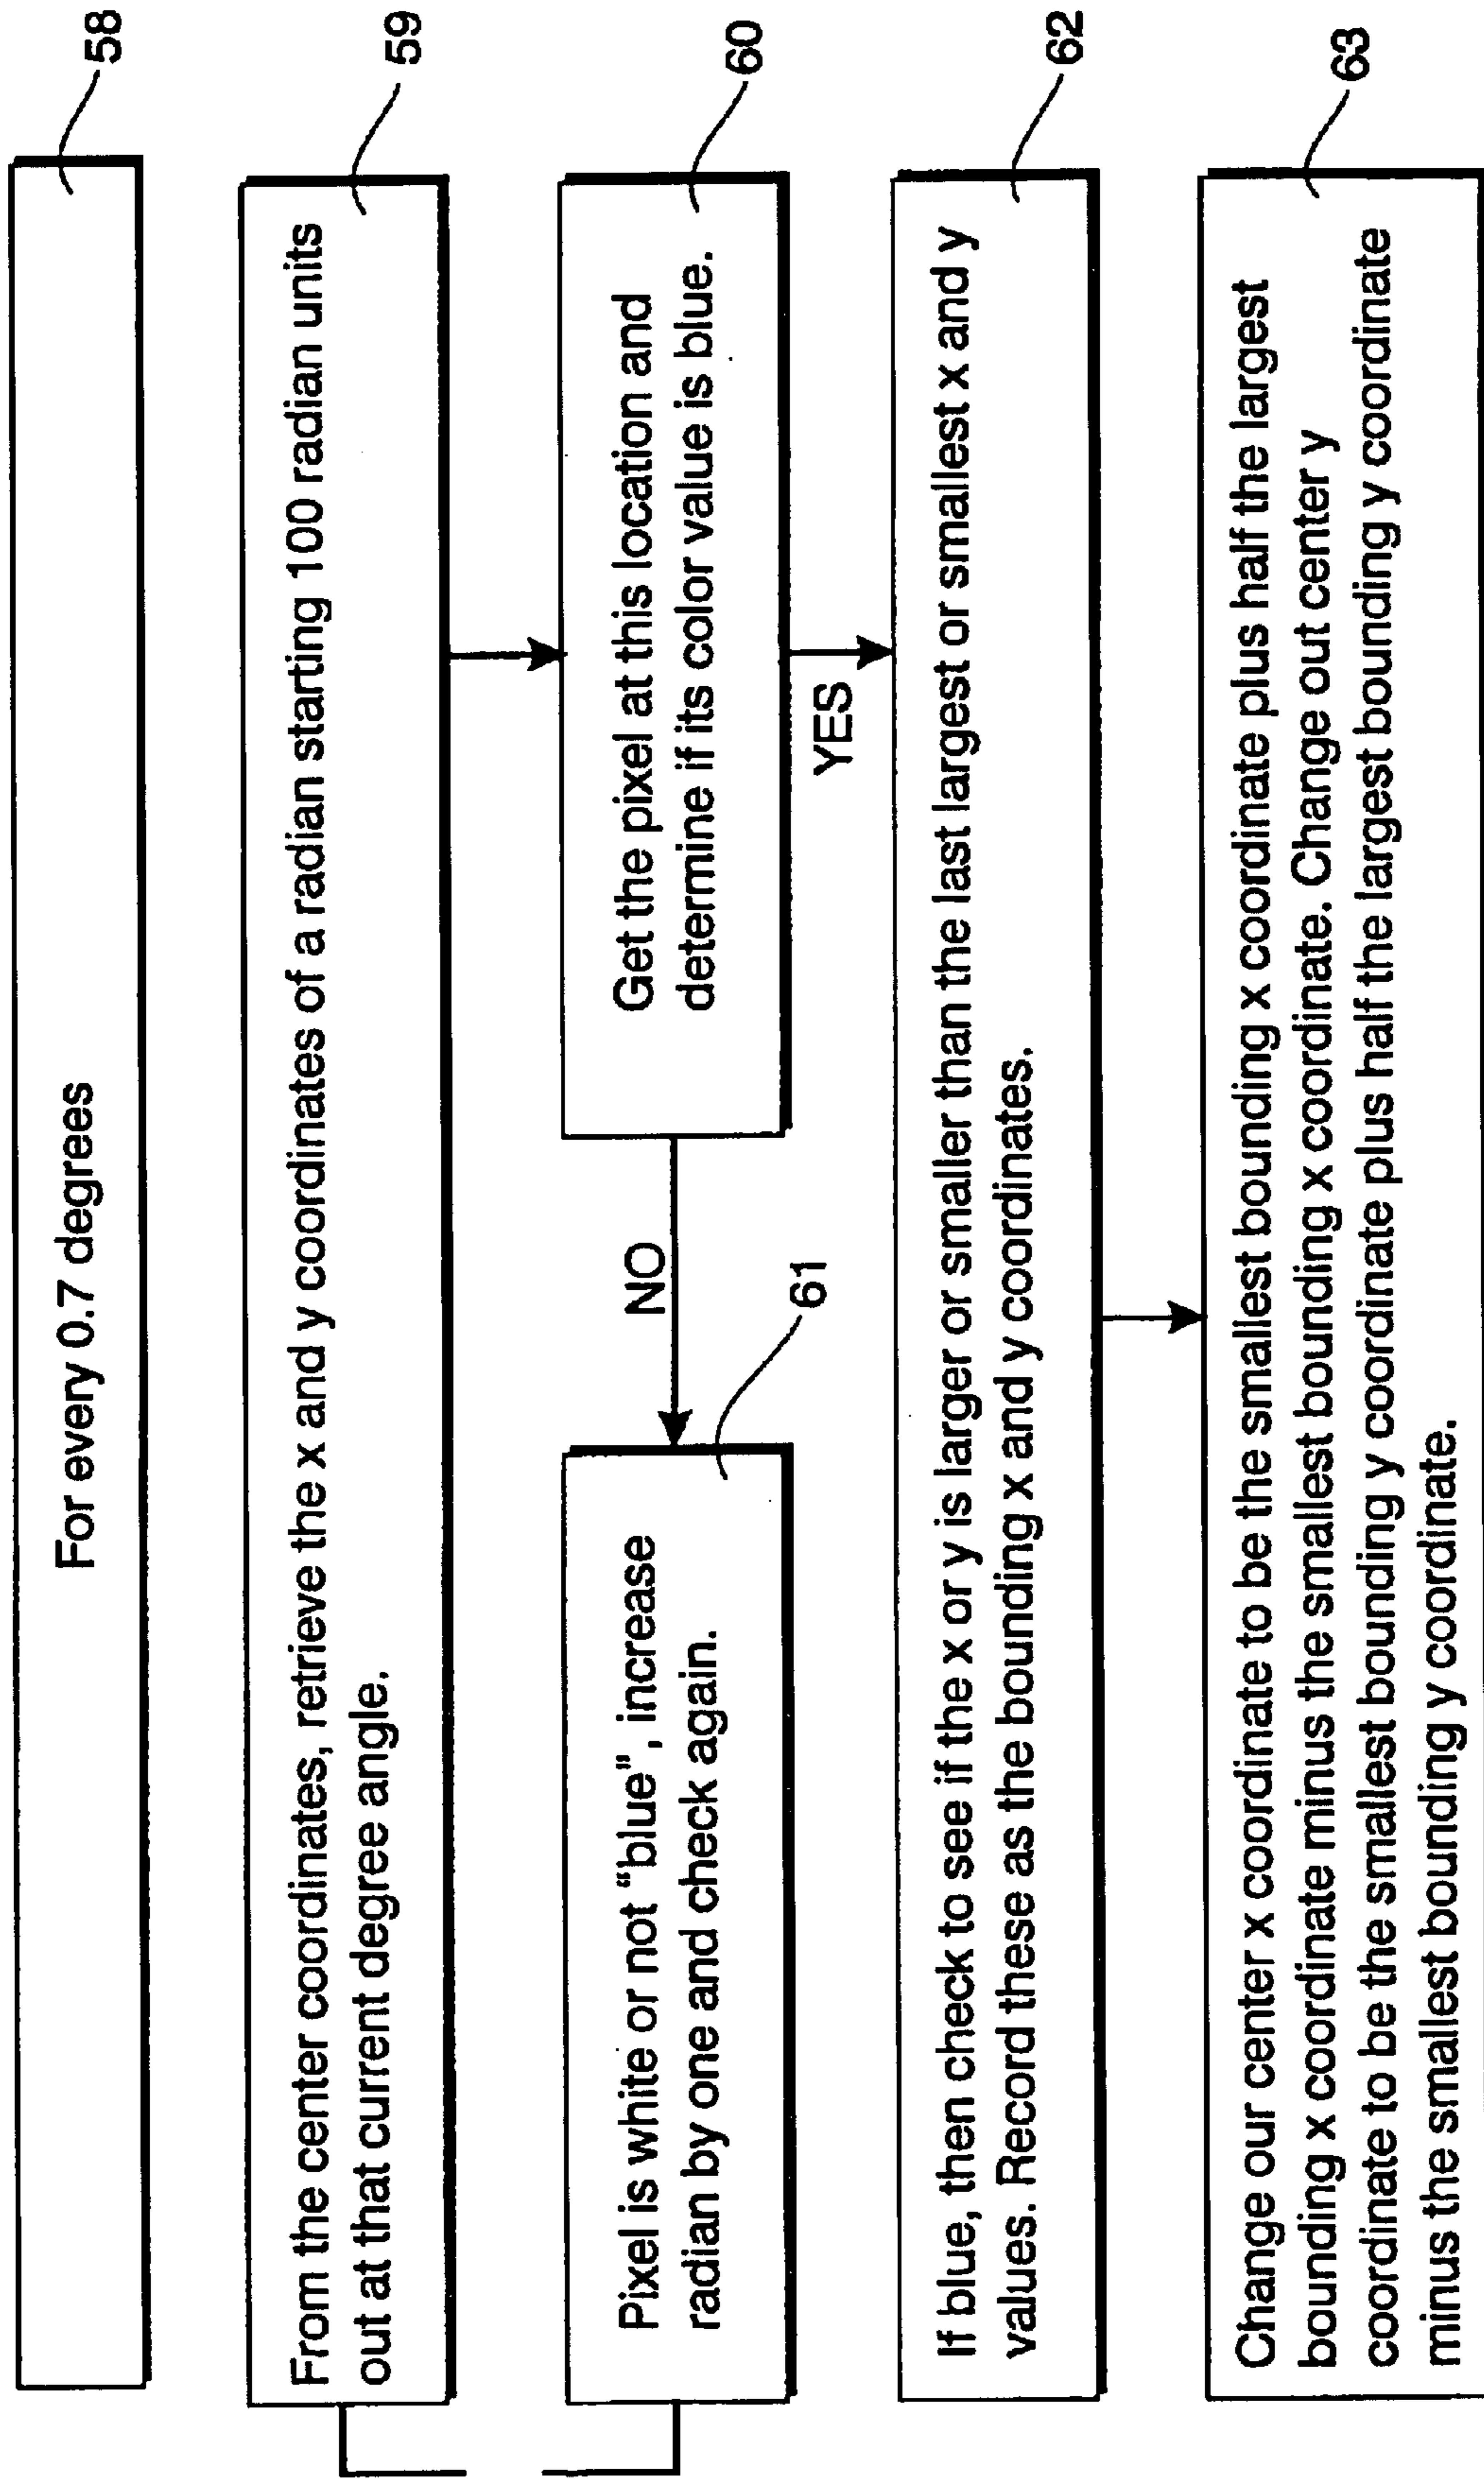 For every 0.7 degrees
58
From the center coordinates, retrieve the x and y coordinates of a radian starting 100 radian units
out at that current degree angle.
59
Get the pixel at this location and
determine if its color value is blue.
60
NO
YES
Pixel is white or not "blue", increase
radian by one and check again.
61
If blue, then check to see if the x or y is larger or smaller than the last largest or smallest x and y
values. Record these as the bounding x and y coordinates.
62
Change our center x coordinate to be the smallest bounding x coordinate plus half the largest
bounding x coordinate minus the smallest bounding x coordinate. Change out center y
coordinate to be the smallest bounding y coordinate plus half the largest bounding y coordinate
minus the smallest bounding y coordinate.
63